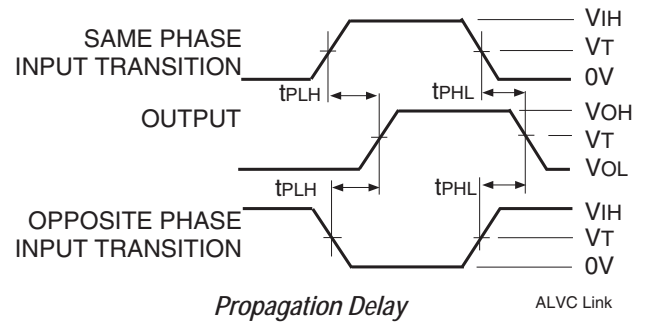 SAME PHASE
INPUT TRANSITION
VIH
VT
0V
tPLH
tPHL
OUTPUT
VOH
VT
VOL
tPLH
tPHL
OPPOSITE PHASE
INPUT TRANSITION
VIH
VT
0V
Propagation Delay
ALVC Link